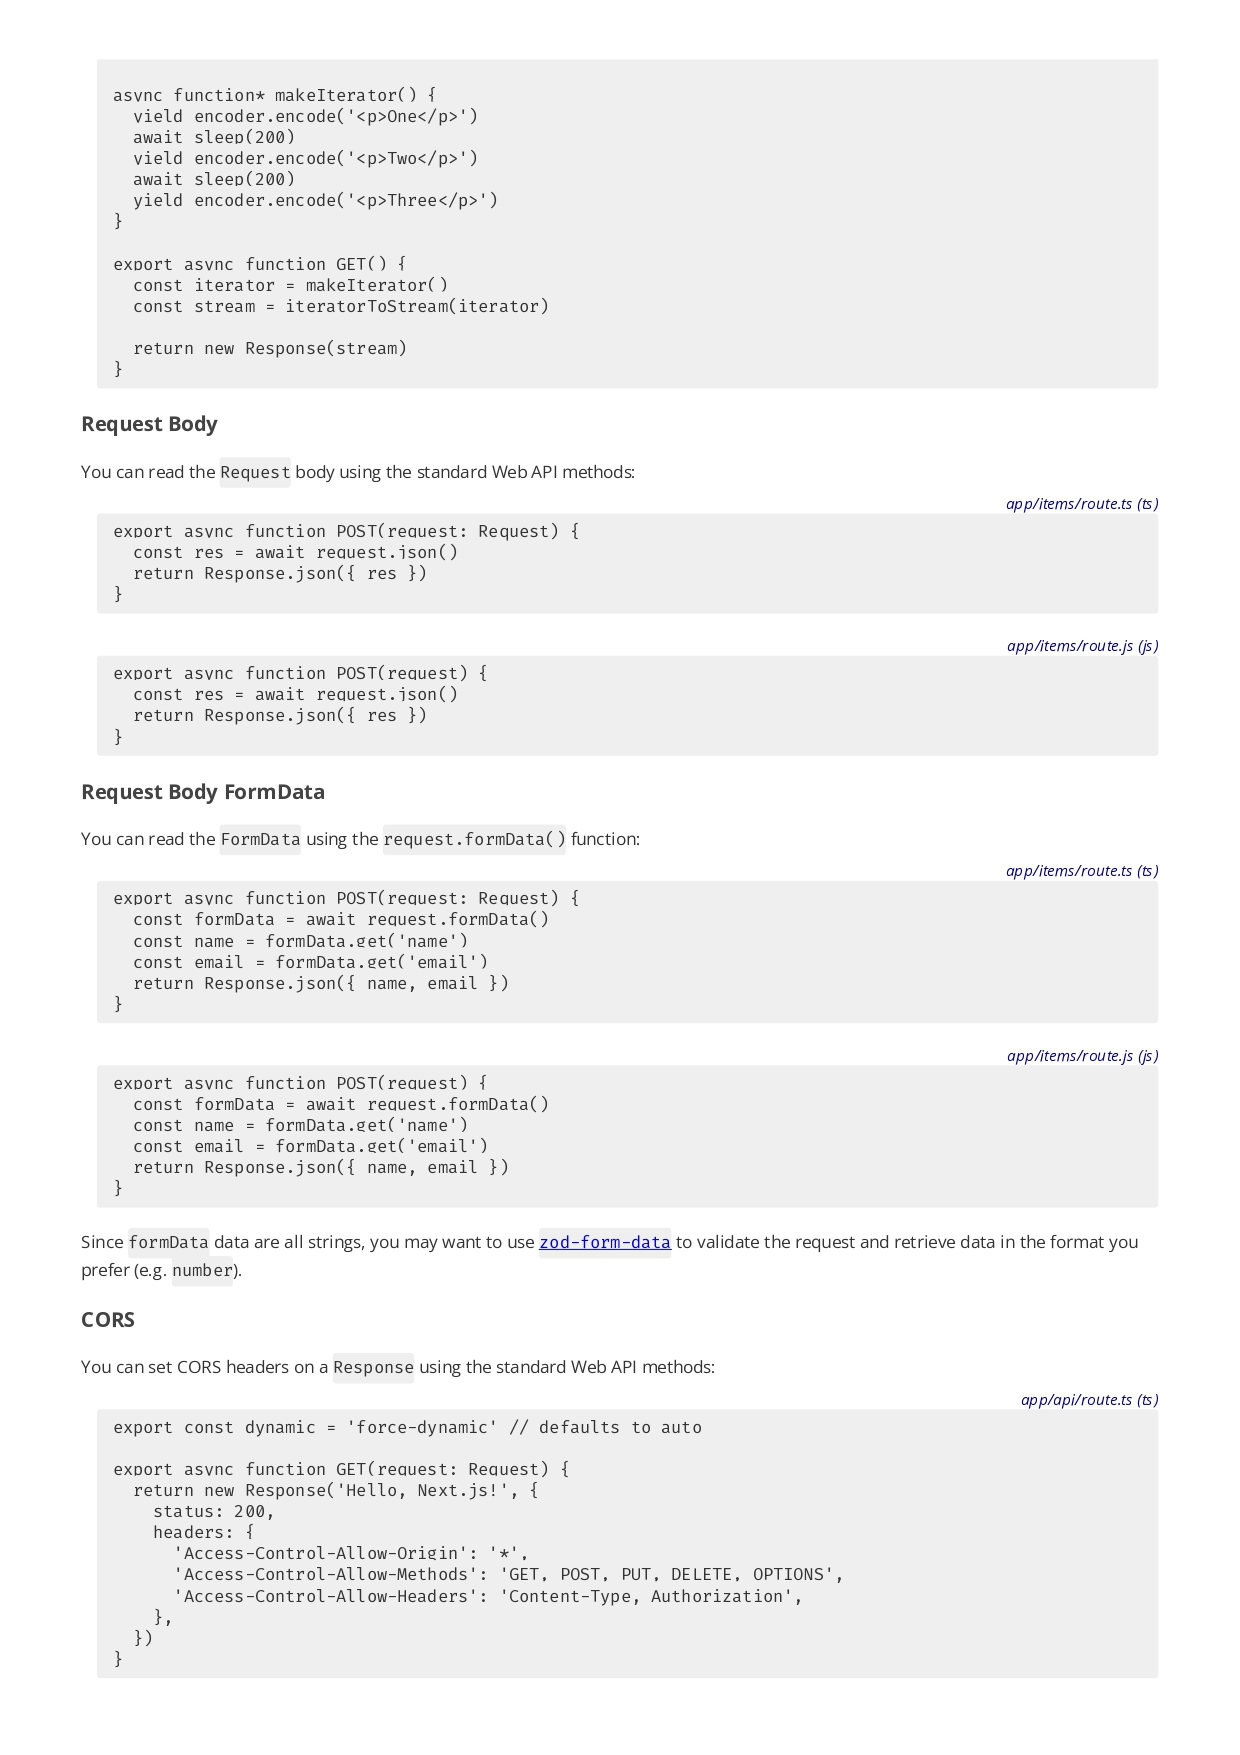 async function* makeIterator() {
  yield encoder.encode('<p>One</p>')
  await sleep(200)
  yield encoder.encode('<p>Two</p>')
  await sleep(200)
  yield encoder.encode('<p>Three</p>')
}

export async function GET() {
  const iterator = makeIterator()
  const stream = iteratorToStream(iterator)

  return new Response(stream)
}
Request Body
You can read the Request body using the standard Web API methods:
app/items/route.ts (ts)
export async function POST(request: Request) {
  const res = await request.json()
  return Response.json({ res })
}
app/items/route.js (js)
export async function POST(request) {
  const res = await request.json()
  return Response.json({ res })
}
Request Body FormData
You can read the FormData using the request.formData() function:
app/items/route.ts (ts)
export async function POST(request: Request) {
  const formData = await request.formData()
  const name = formData.get('name')
  const email = formData.get('email')
  return Response.json({ name, email })
}
app/items/route.js (js)
export async function POST(request) {
  const formData = await request.formData()
  const name = formData.get('name')
  const email = formData.get('email')
  return Response.json({ name, email })
}
Since formData data are all strings, you may want to use zod-form-data to validate the request and retrieve data in the format you
prefer (e.g. number).
CORS
You can set CORS headers on a Response using the standard Web API methods:
app/api/route.ts (ts)
export const dynamic = 'force-dynamic' // defaults to auto

export async function GET(request: Request) {
  return new Response('Hello, Next.js!', {
    status: 200,
    headers: {
      'Access-Control-Allow-Origin': '*',
      'Access-Control-Allow-Methods': 'GET, POST, PUT, DELETE, OPTIONS',
      'Access-Control-Allow-Headers': 'Content-Type, Authorization',
    },
  })
}